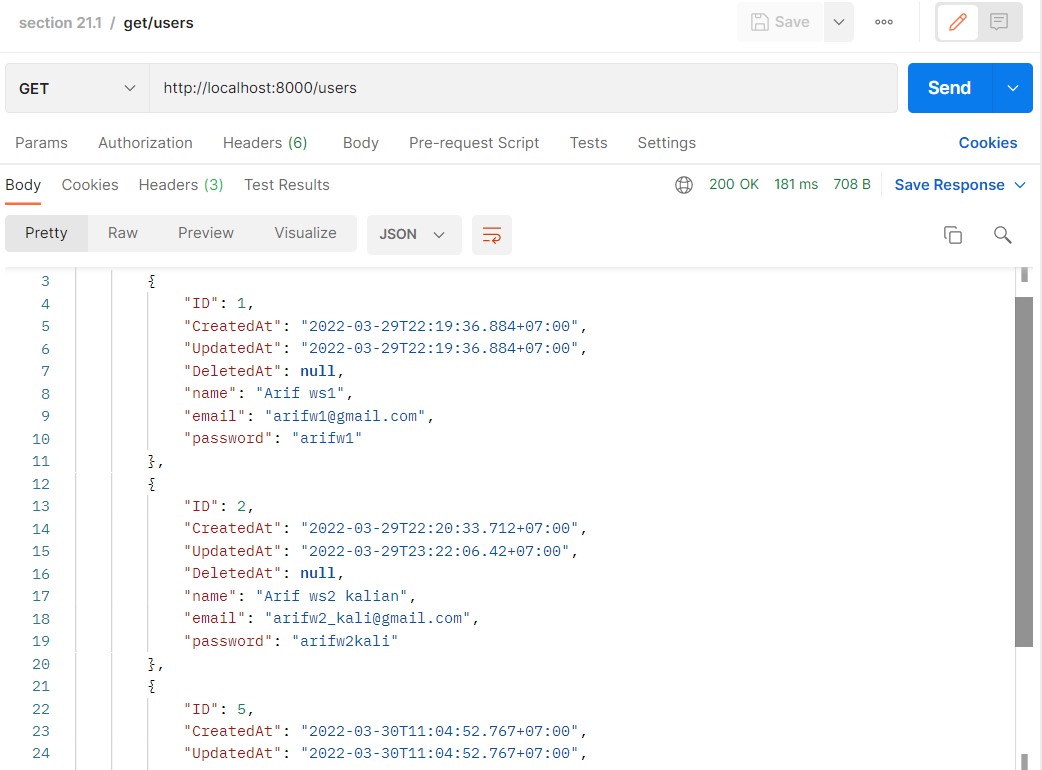 section 21.1 / get/users
Save
GET http://localhost:8000/users Send
Params Authorization Headers (6) Body Pre-request Script Tests Settings Cookies
Body Cookies Headers (3) Test Results 200 OK 181 ms 708 B Save Response
Pretty Raw Preview Visualize JSON
3 {
4 "ID": 1,
5 "CreatedAt": "2022-03-29T22:19:36.884+07:00",
6 "UpdatedAt": "2022-03-29T22:19:36.884+07:00",
7 "DeletedAt": null,
8 "name": "Arif ws1",
9 "email": "arifw1@gmail.com",
10 "password": "arifw1"
11 },
12 {
13 "ID": 2,
14 "CreatedAt": "2022-03-29T22:20:33.712+07:00",
15 "UpdatedAt": "2022-03-29T23:22:06.42+07:00",
16 "DeletedAt": null,
17 "name": "Arif ws2 kalian",
18 "email": "arifw2_kali@gmail.com",
19 "password": "arifw2kali"
20 },
21 {
22 "ID": 5,
23 "CreatedAt": "2022-03-30T11:04:52.767+07:00",
24 "UpdatedAt": "2022-03-30T11:04:52.767+07:00",